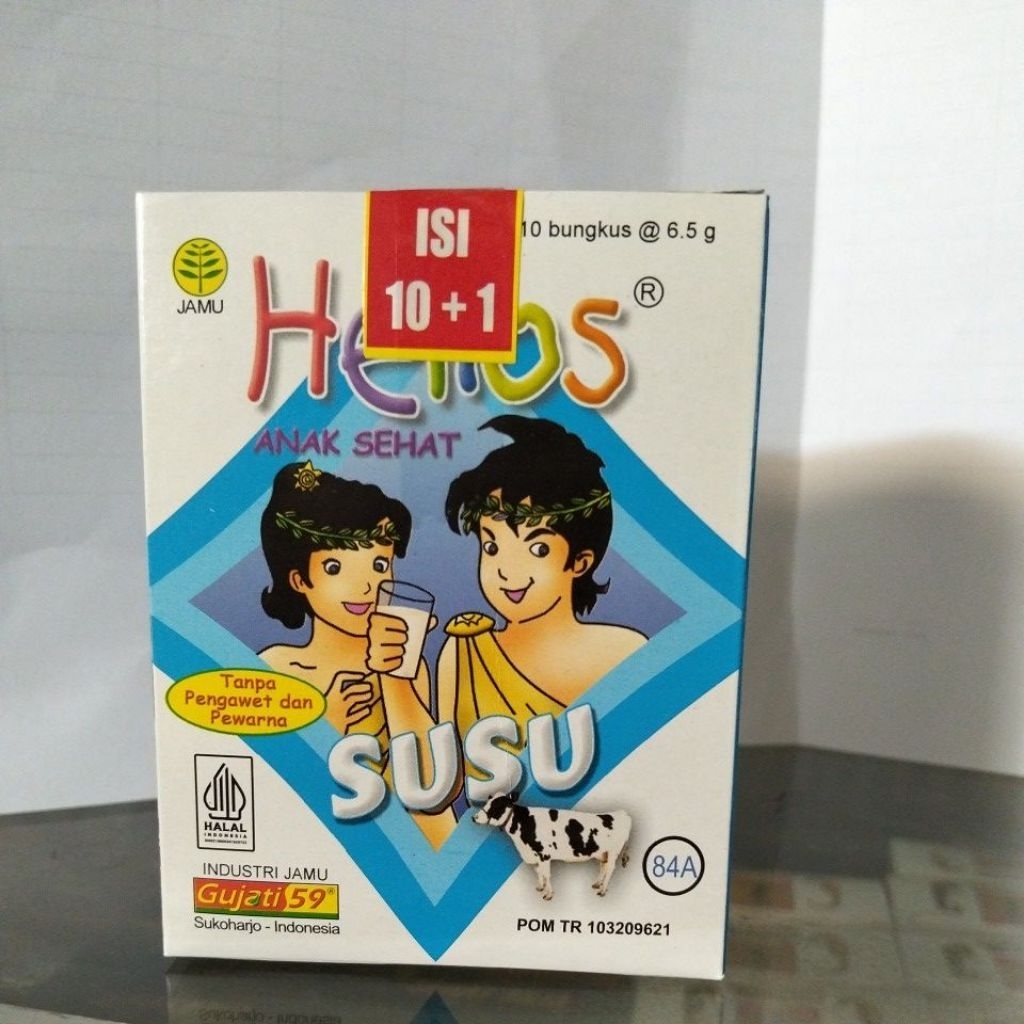 ISI
10 + 1
10 bungkus @ 6.5 g
JAMU
Helios ®
ANAK SEHAT
Tanpa
Pengawet dan
Pewarna
SUSU
HALAL
INDONESIA
84A
INDUSTRI JAMU
Gujati 59®
Sukoharjo - Indonesia
POM TR 103209621